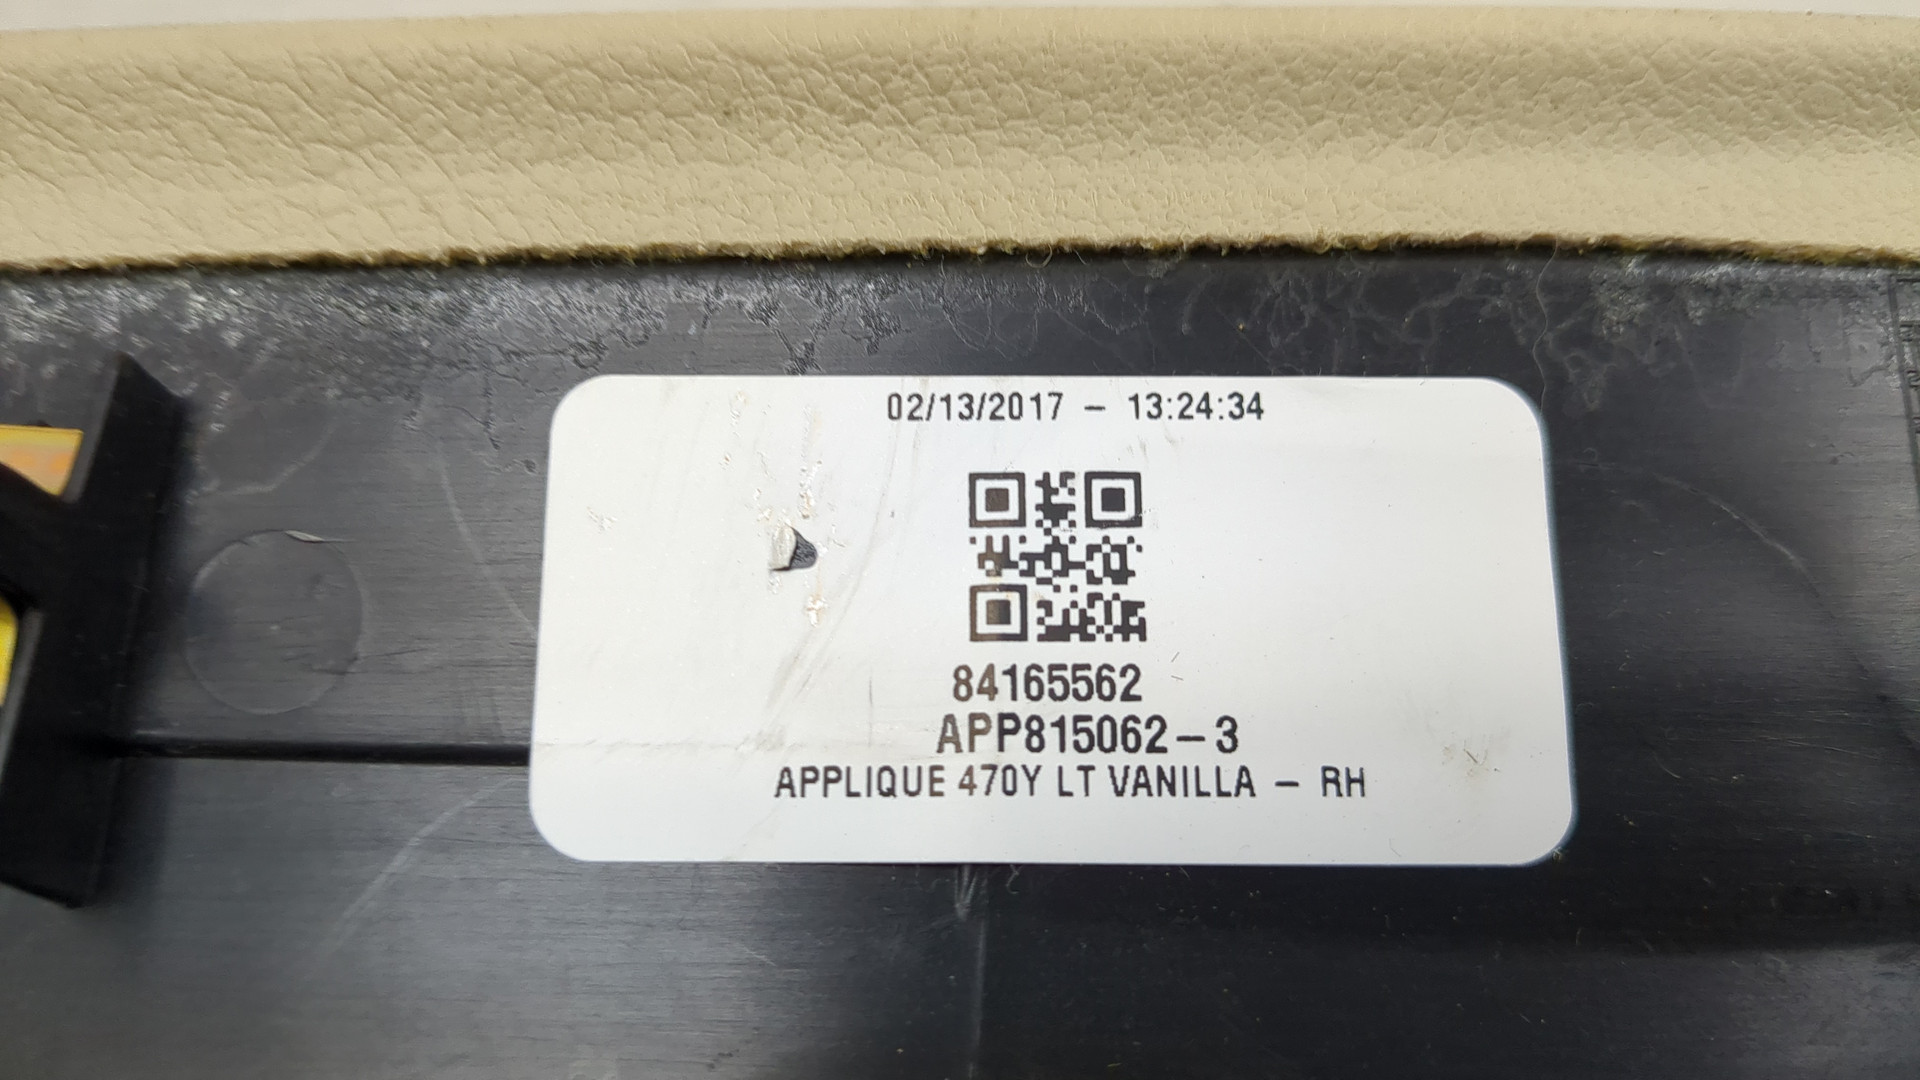 02/13/2017 - 13:24:34
84165562
APP815062-3
APPLIQUE 470Y LT VANILLA - RH